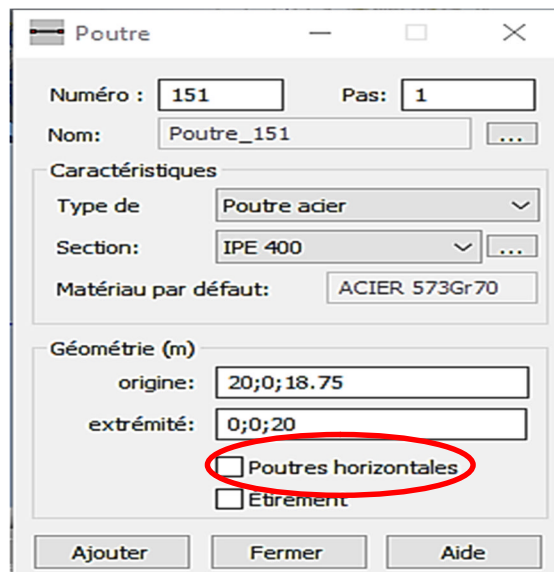 Poutre
Numéro : 151 Pas: 1
Nom: Poutre_151 ...
Caractéristiques
Type de Poutre acier
Section: IPE 400 ...
Matériau par défaut: ACIER 573Gr70
Géométrie (m)
origine: 20;0;18.75
extrémité: 0;0;20
Poutres horizontales
Etirement
Ajouter Fermer Aide